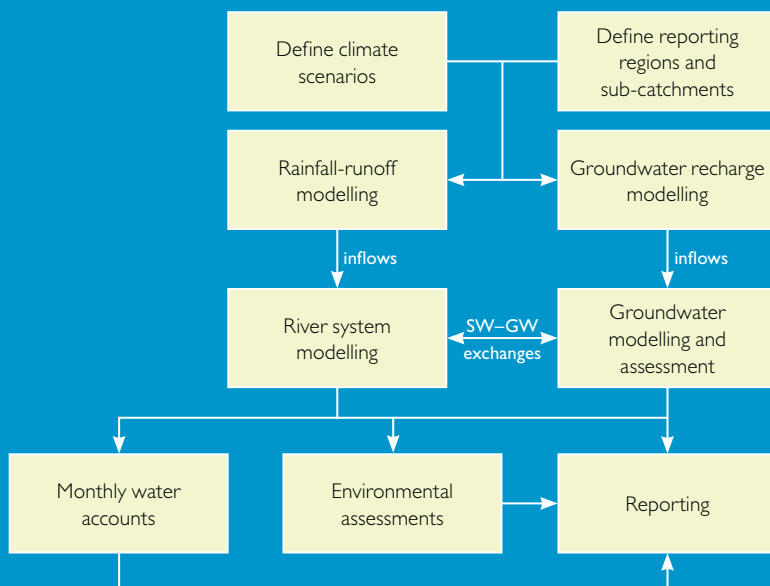 Define climate
scenarios
Define reporting
regions and
sub-catchments
Rainfall-runoff
modelling
Groundwater recharge
modelling
inflows
inflows
River system
modelling
SW–GW
exchanges
Groundwater
modelling and
assessment
Monthly water
accounts
Environmental
assessments
Reporting